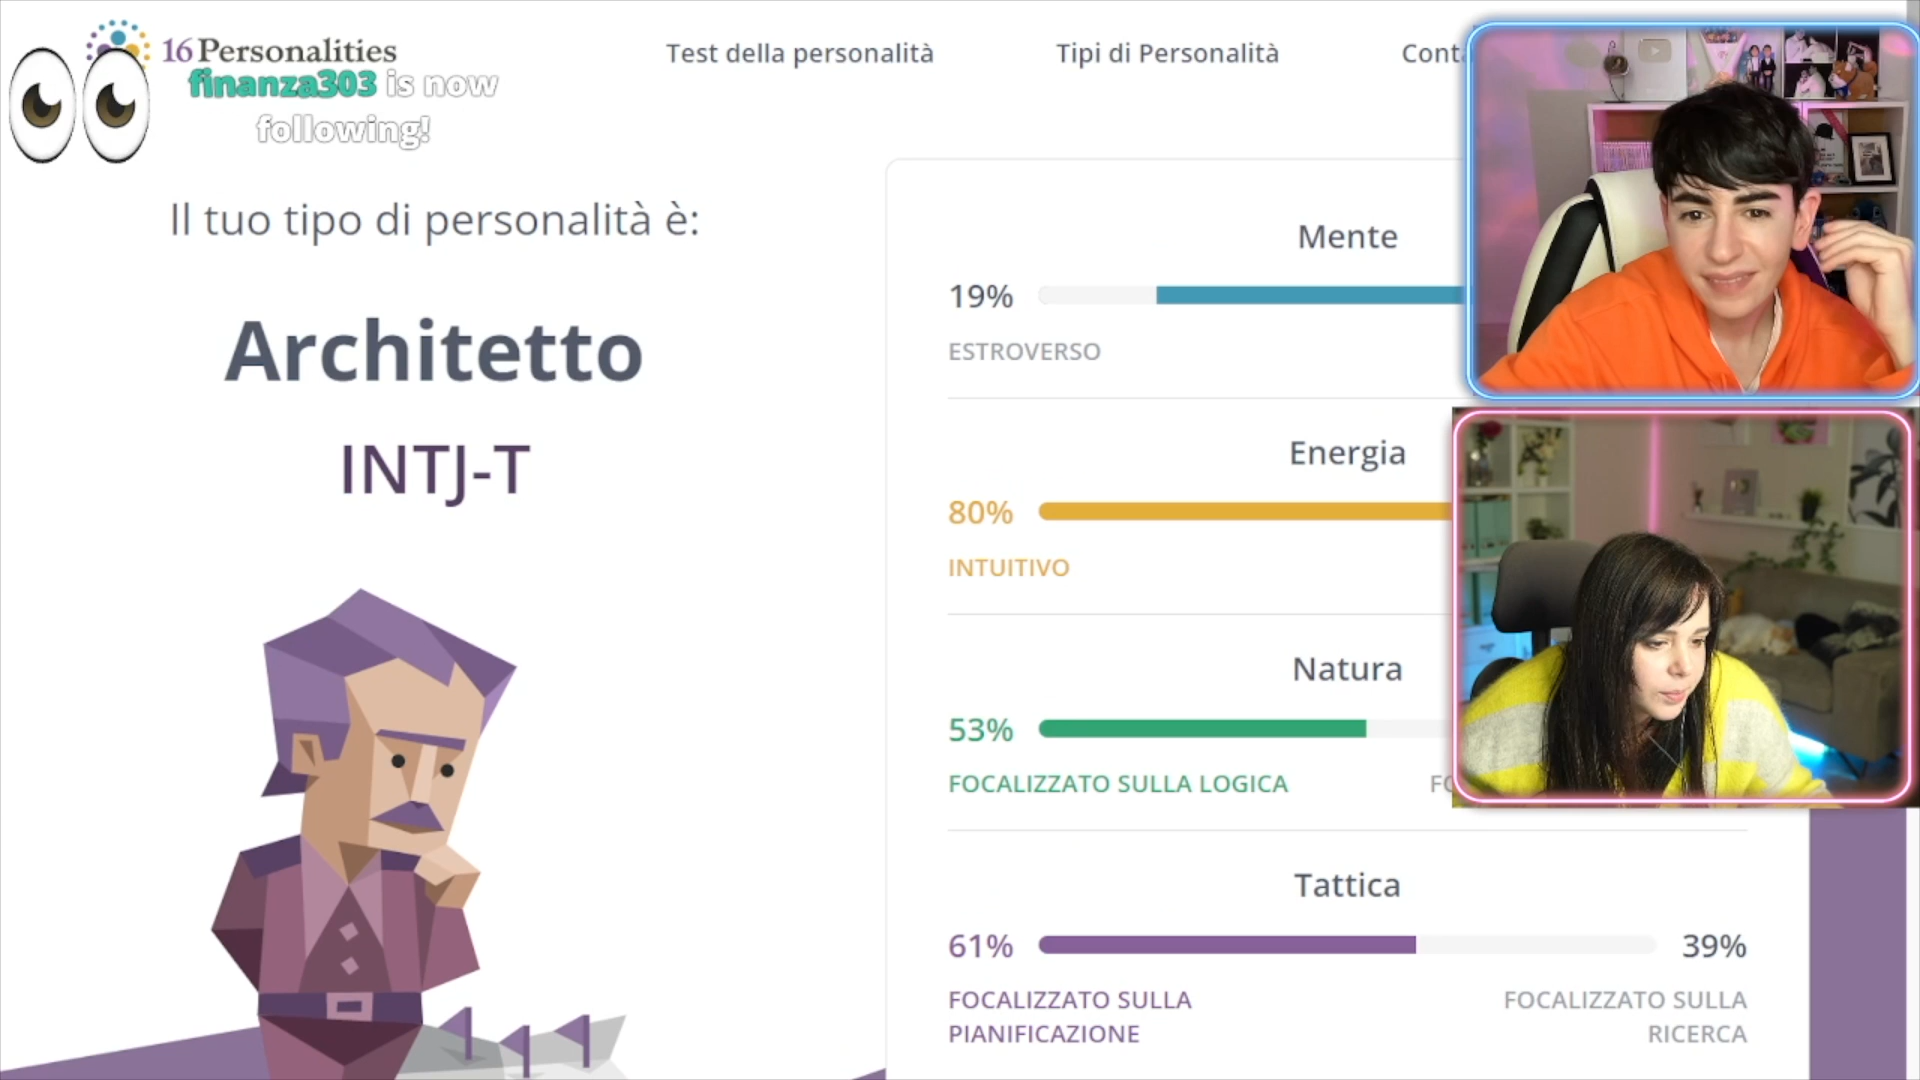 16Personalities
Test della personalità
Tipi di Personalità
finanza303 is now
following!
Il tuo tipo di personalità è:
Architetto
INTJ-T
Mente
19%
ESTROVERSO
Energia
80%
INTUITIVO
Natura
53%
FOCALIZZATO SULLA LOGICA
Tattica
61%
39%
FOCALIZZATO SULLA
PIANIFICAZIONE
FOCALIZZATO SULLA
RICERCA